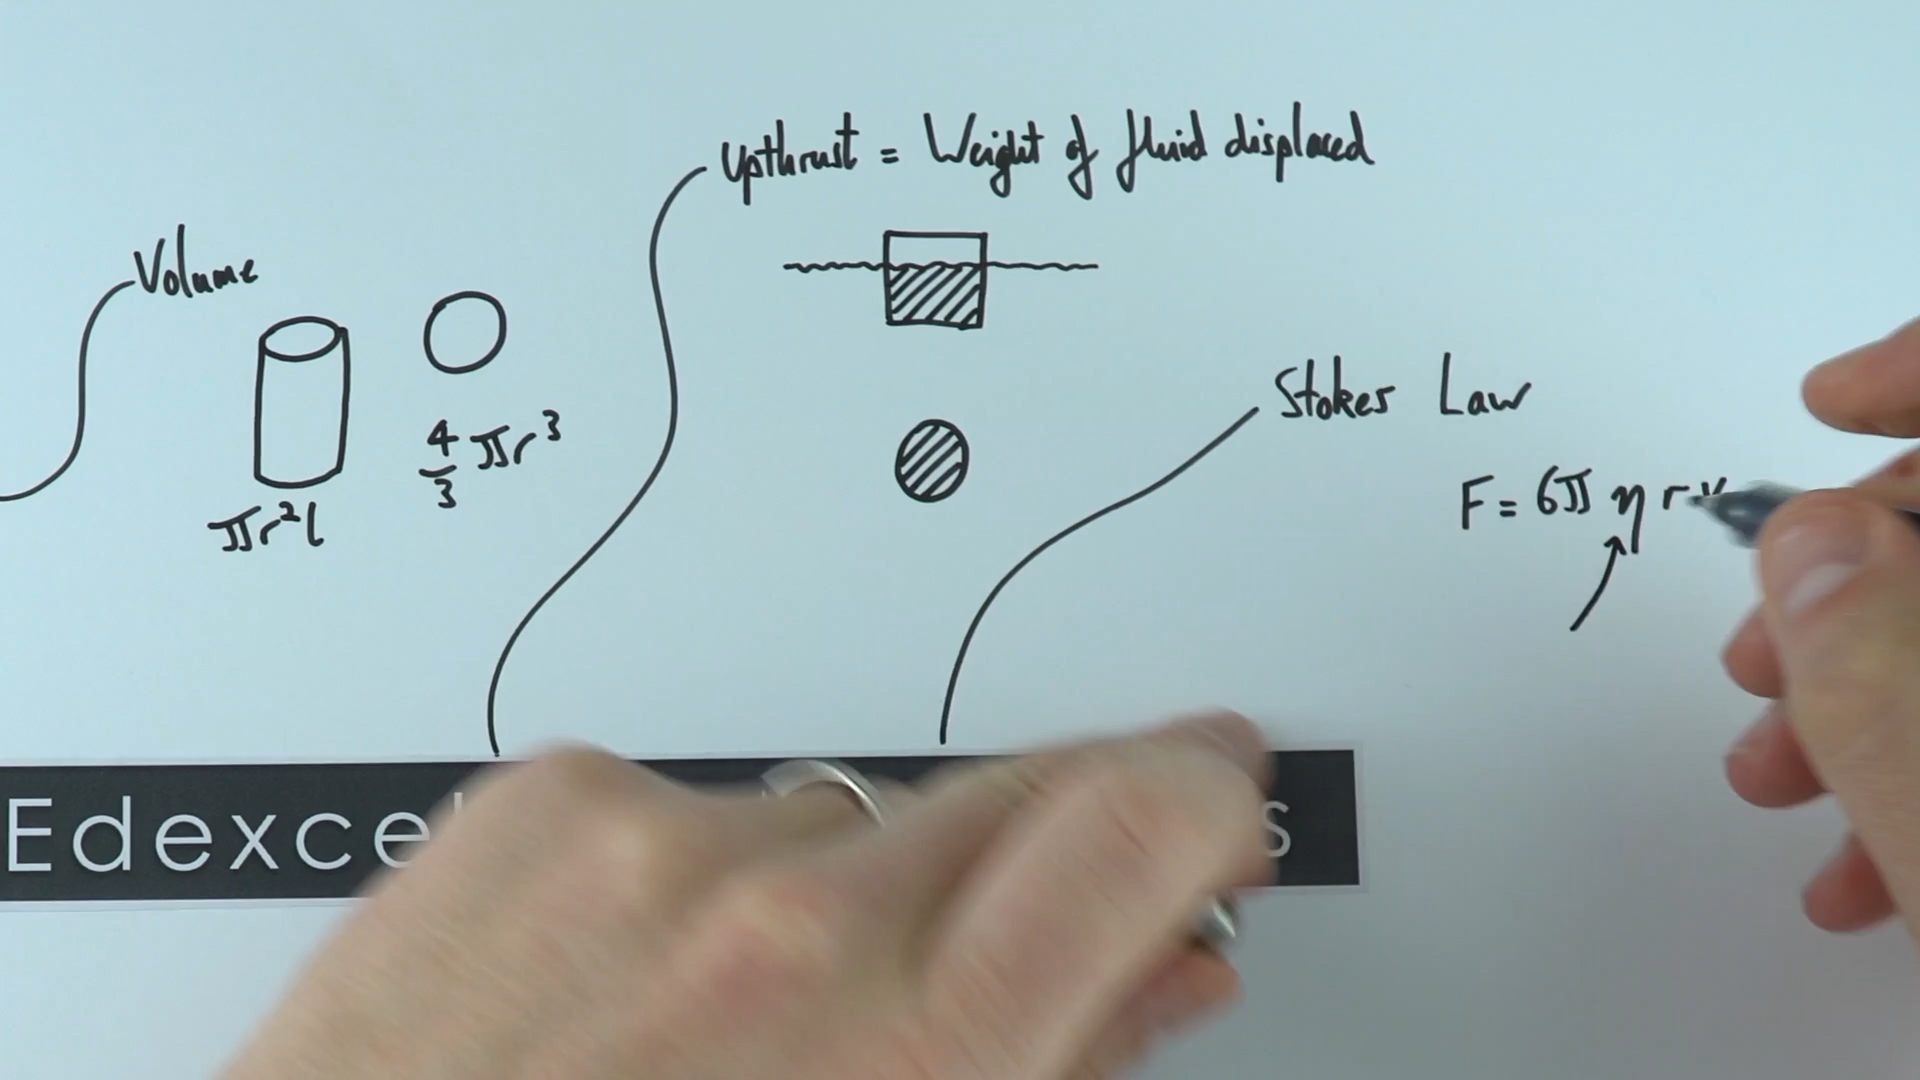 Upthrust = Weight of fluid displaced
Volume
πr²l
4/3 πr³
Stokes Law
F = 6π η r v
Edexcel